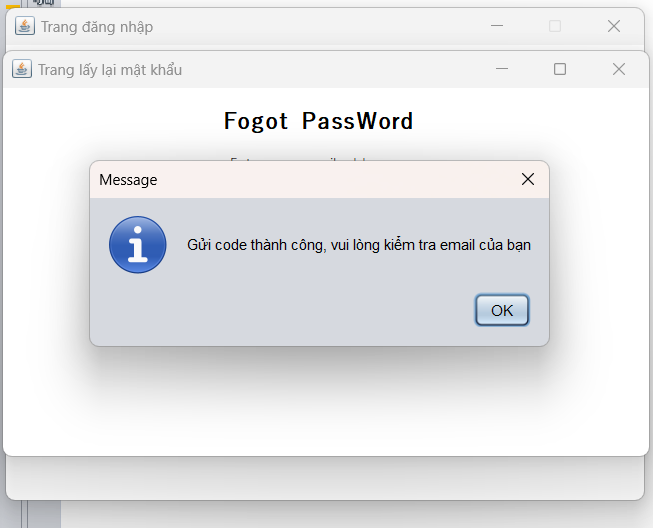 Trang đăng nhập
Trang lấy lại mật khẩu
Fogot PassWord
Message
Gửi code thành công, vui lòng kiểm tra email của bạn
OK